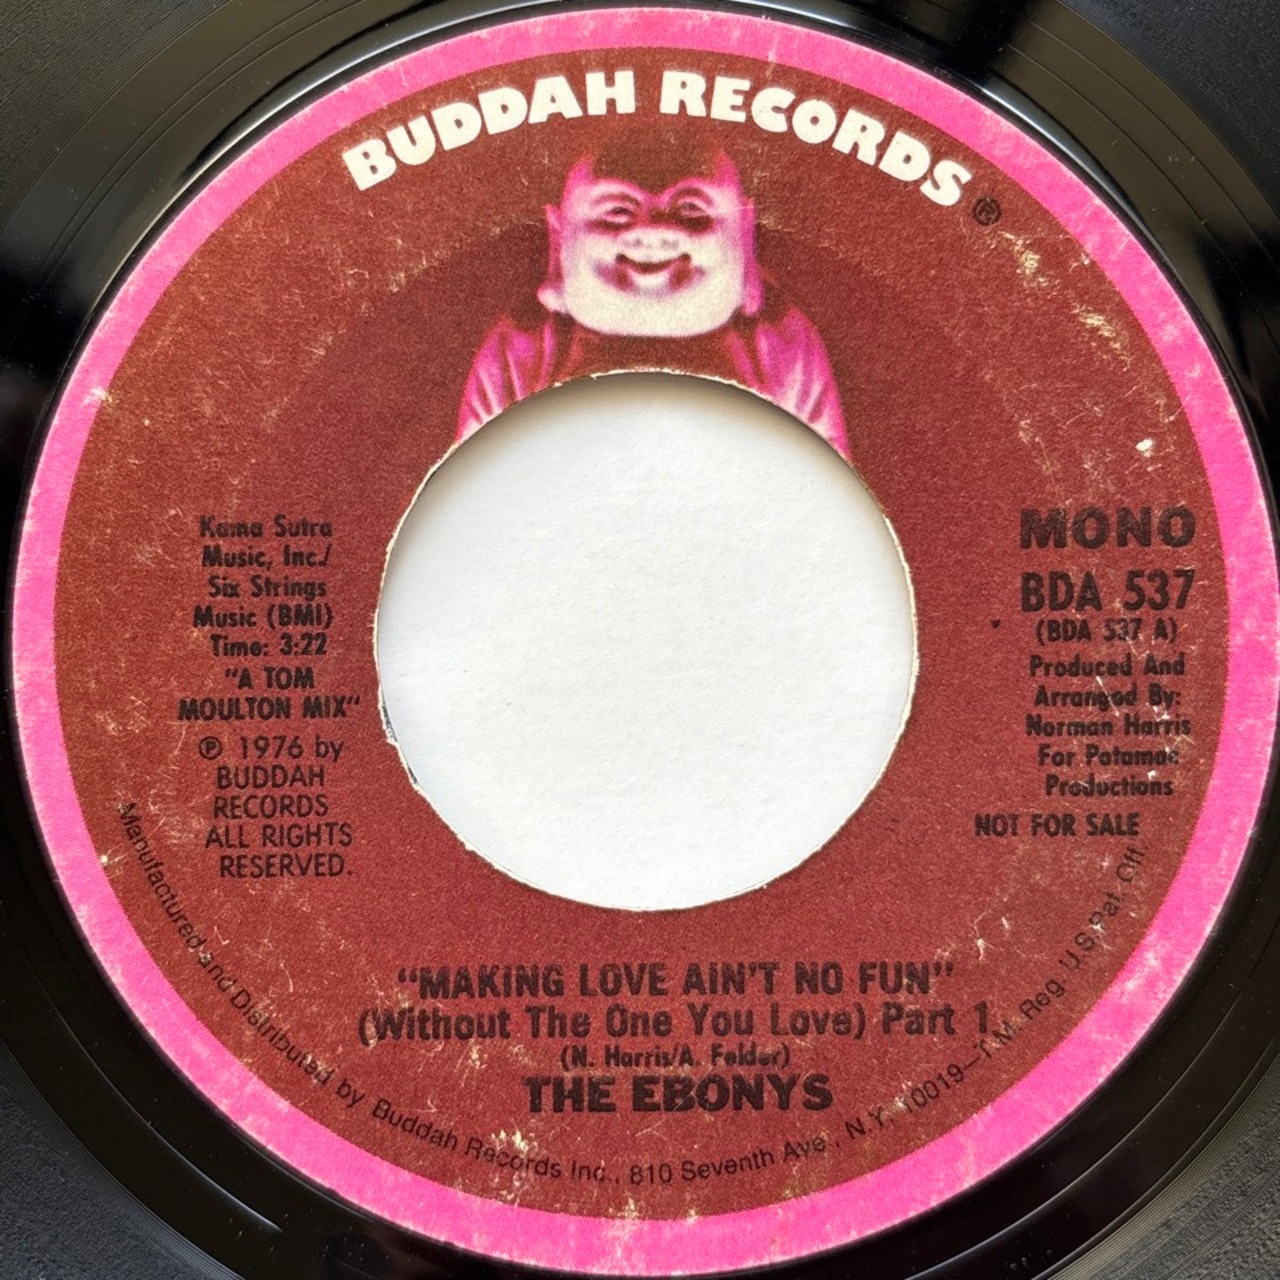 BUDDAH RECORDS ®
Kama Sutra
Music, Inc./
Six Strings
Music (BMI)
Time: 3:22
"A TOM
MOULTON MIX"
℗ 1976 by
BUDDAH
RECORDS
ALL RIGHTS
RESERVED.
MONO
BDA 537
(BDA 537 A)
Produced And
Arranged By:
Norman Harris
For Potamac
Productions
NOT FOR SALE
"MAKING LOVE AIN'T NO FUN"
(Without The One You Love) Part 1
(N. Harris/A. Felder)
THE EBONYS
Manufactured and Distributed by Buddah Records Inc., 810 Seventh Ave., N.Y. 10019—T.M. Reg. U.S. Pat. Off.